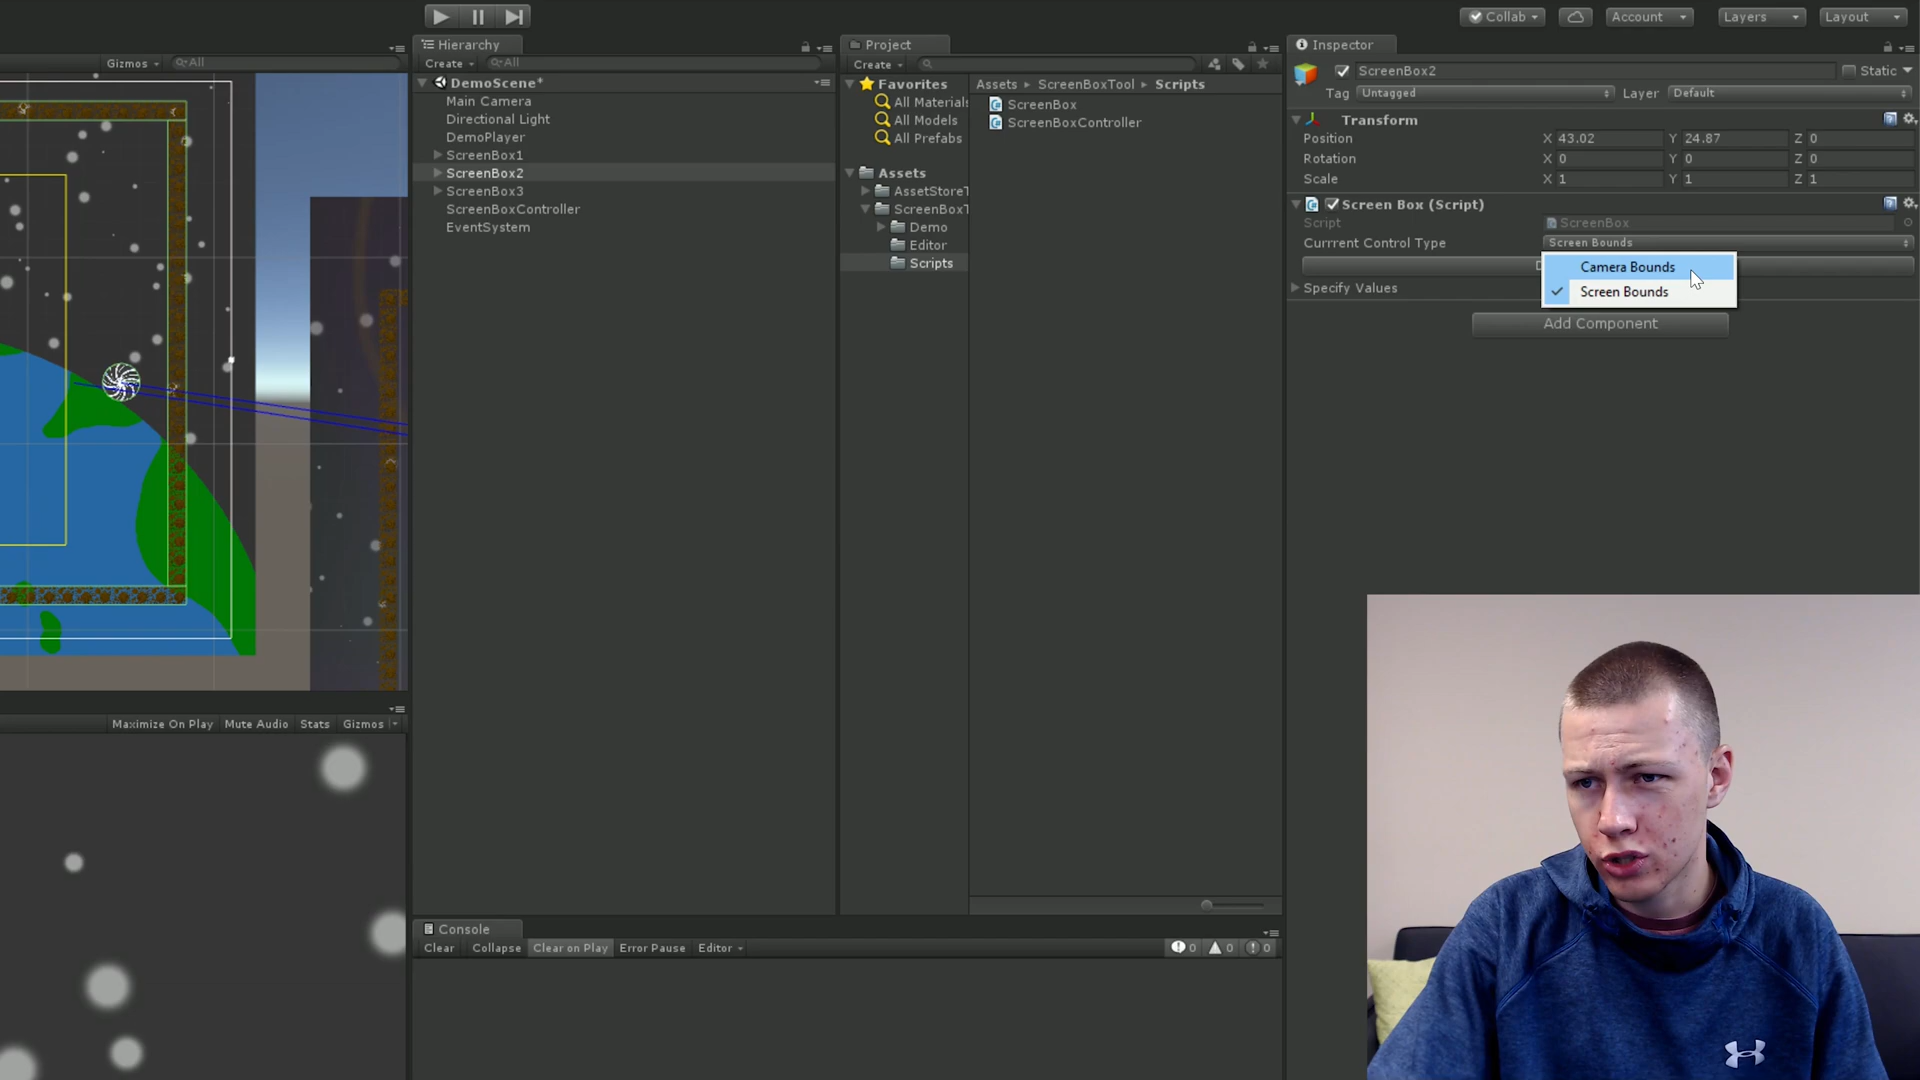 Collab
Account
Layers
Layout
Gizmos
All
Hierarchy
Create
All
DemoScene*
Main Camera
Directional Light
DemoPlayer
ScreenBox1
ScreenBox2
ScreenBox3
ScreenBoxController
EventSystem
Project
Create
Favorites
All Materials
All Models
All Prefabs
Assets
AssetStoreT
ScreenBoxT
Demo
Editor
Scripts
Assets ScreenBoxTool Scripts
ScreenBox
ScreenBoxController
Inspector
ScreenBox2
Static
Tag Untagged Layer Default
Transform
Position X 43.02 Y 24.87 Z 0
Rotation X 0 Y 0 Z 0
Scale X 1 Y 1 Z 1
Screen Box (Script)
Script ScreenBox
Currrent Control Type Screen Bounds
Camera Bounds
Screen Bounds
Specify Values
Add Component
Maximize On Play Mute Audio Stats Gizmos
Console
Clear Collapse Clear on Play Error Pause Editor
0 0 0